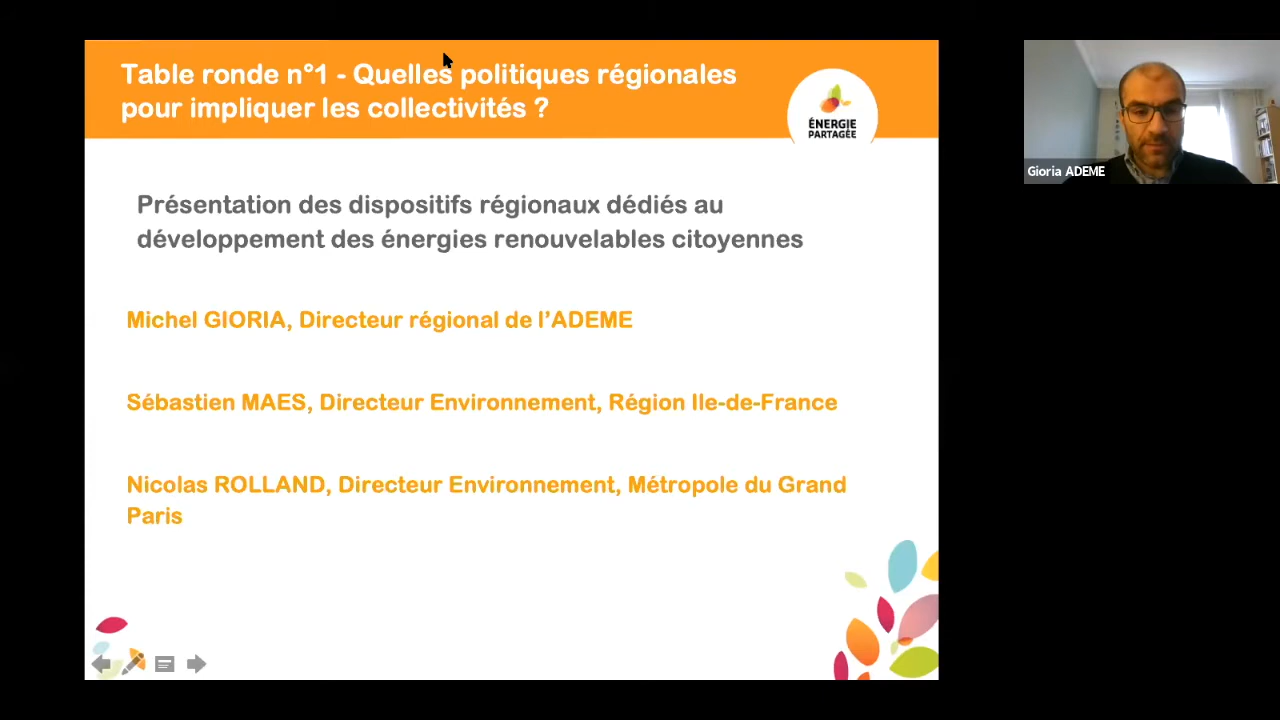 Table ronde n°1 - Quelles politiques régionales
pour impliquer les collectivités ?
ÉNERGIE
PARTAGÉE
Gioria ADEME
Présentation des dispositifs régionaux dédiés au
développement des énergies renouvelables citoyennes
Michel GIORIA, Directeur régional de l’ADEME
Sébastien MAES, Directeur Environnement, Région Ile-de-France
Nicolas ROLLAND, Directeur Environnement, Métropole du Grand
Paris